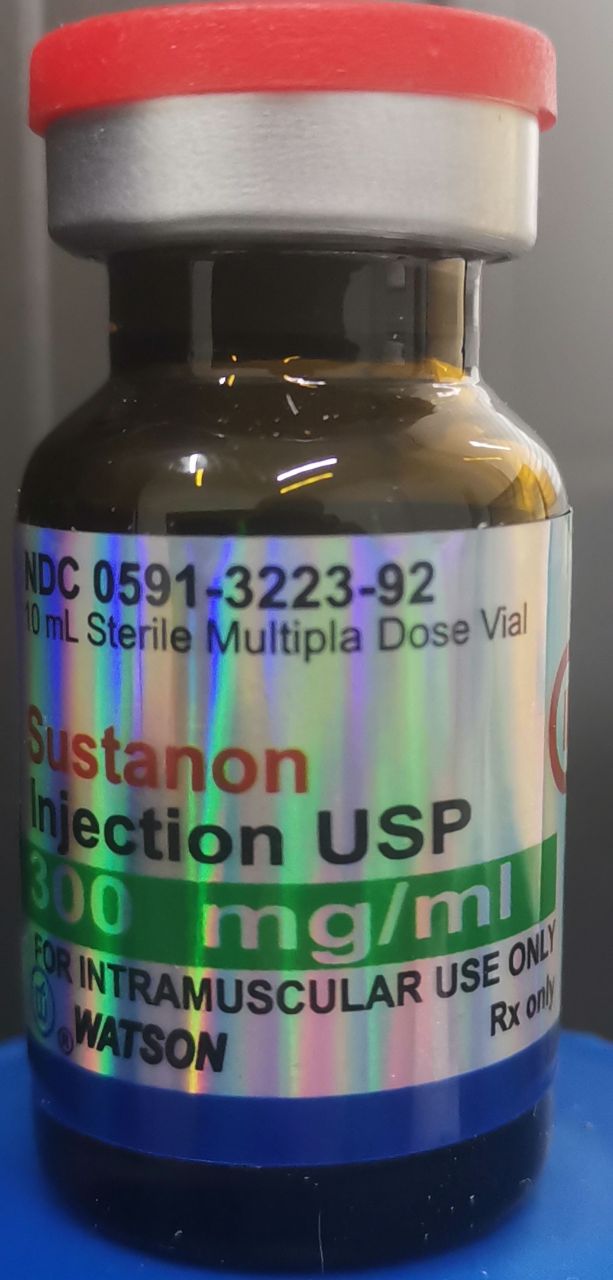 NDC 0591-3223-92
10 mL Sterile Multipla Dose Vial
Sustanon
Injection USP
300 mg/ml
FOR INTRAMUSCULAR USE ONLY
Rx only
® WATSON